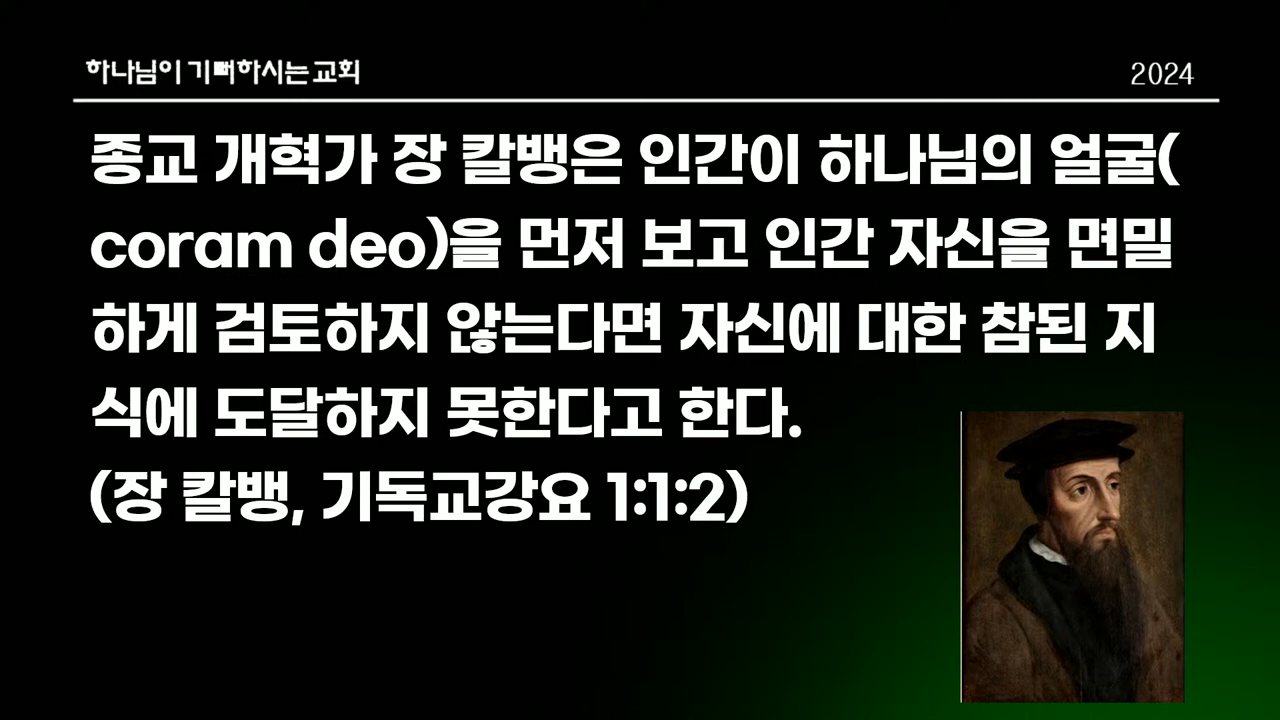 하나님이 기뻐하시는 교회
2024
종교 개혁가 장 칼뱅은 인간이 하나님의 얼굴(
coram deo)을 먼저 보고 인간 자신을 면밀
하게 검토하지 않는다면 자신에 대한 참된 지
식에 도달하지 못한다고 한다.
(장 칼뱅, 기독교강요 1:1:2)